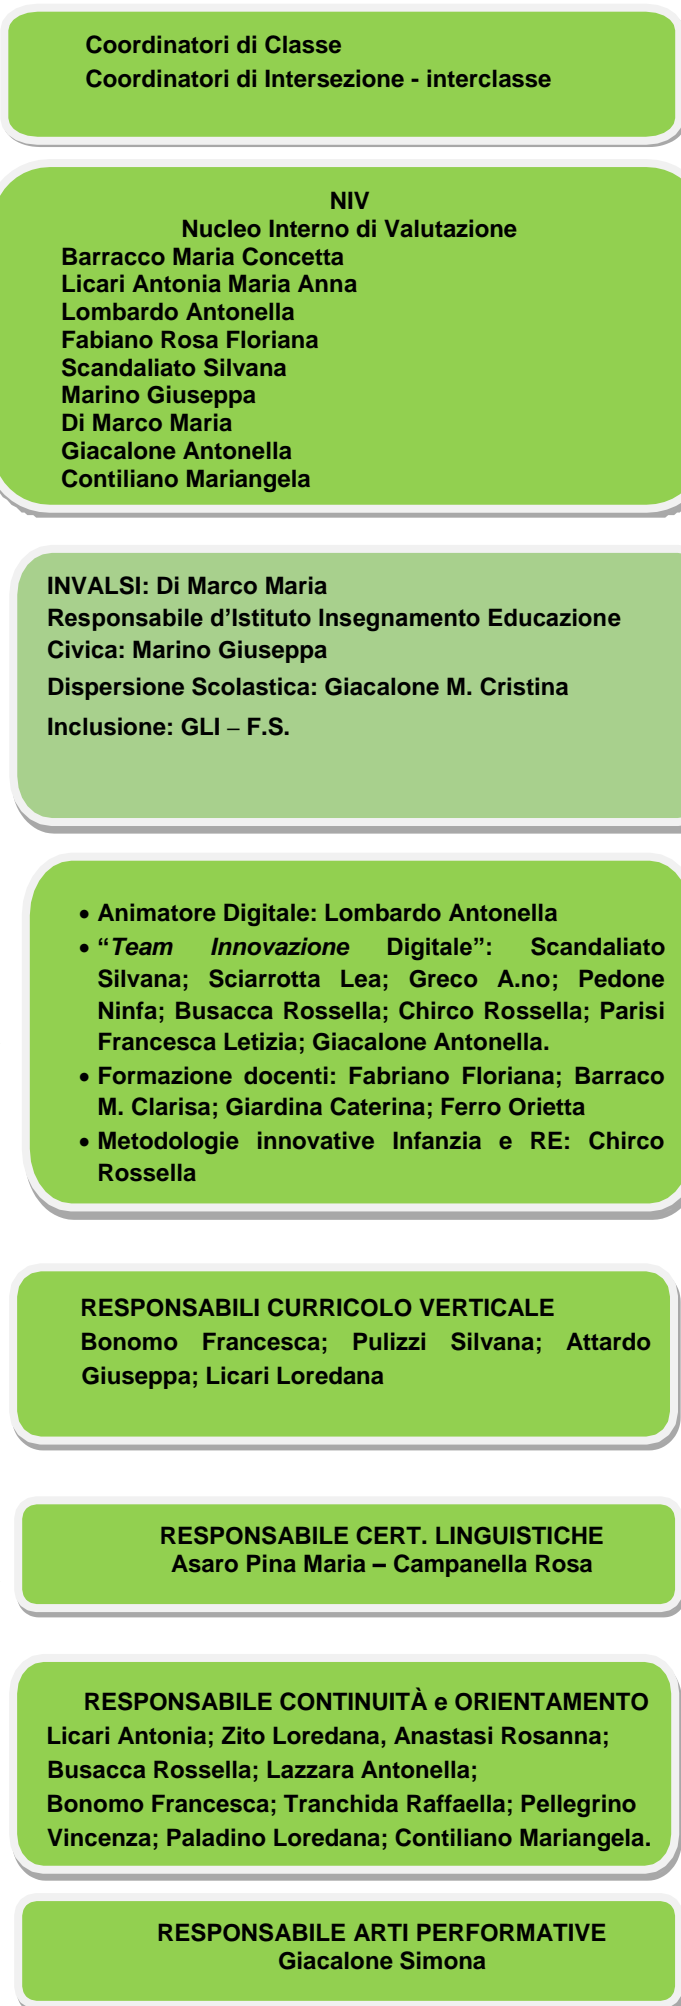 Coordinatori di Classe
Coordinatori di Intersezione - interclasse
NIV
Nucleo Interno di Valutazione
Barracco Maria Concetta
Licari Antonia Maria Anna
Lombardo Antonella
Fabiano Rosa Floriana
Scandaliato Silvana
Marino Giuseppa
Di Marco Maria
Giacalone Antonella
Contiliano Mariangela
INVALSI: Di Marco Maria
Responsabile d’Istituto Insegnamento Educazione
Civica: Marino Giuseppa
Dispersione Scolastica: Giacalone M. Cristina
Inclusione: GLI – F.S.
• Animatore Digitale: Lombardo Antonella
• “Team Innovazione Digitale”: Scandaliato
Silvana; Sciarrotta Lea; Greco A.no; Pedone
Ninfa; Busacca Rossella; Chirco Rossella; Parisi
Francesca Letizia; Giacalone Antonella.
• Formazione docenti: Fabriano Floriana; Barraco
M. Clarisa; Giardina Caterina; Ferro Orietta
• Metodologie innovative Infanzia e RE: Chirco
Rossella
RESPONSABILI CURRICOLO VERTICALE
Bonomo Francesca; Pulizzi Silvana; Attardo
Giuseppa; Licari Loredana
RESPONSABILE CERT. LINGUISTICHE
Asaro Pina Maria – Campanella Rosa
RESPONSABILE CONTINUITÀ e ORIENTAMENTO
Licari Antonia; Zito Loredana, Anastasi Rosanna;
Busacca Rossella; Lazzara Antonella;
Bonomo Francesca; Tranchida Raffaella; Pellegrino
Vincenza; Paladino Loredana; Contiliano Mariangela.
RESPONSABILE ARTI PERFORMATIVE
Giacalone Simona